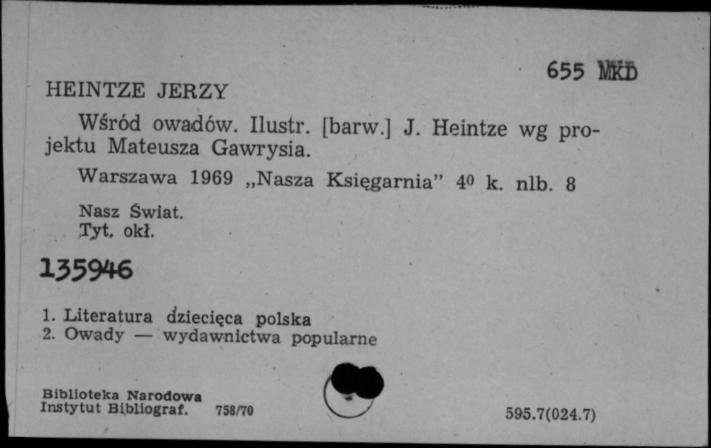 655 MKD
HEINTZE JERZY
Wśród owadów. Ilustr. [barw.] J. Heintze wg pro-
jektu Mateusza Gawrysia.
Warszawa 1969 „Nasza Księgarnia” 4⁰ k. nlb. 8
Nasz Świat.
Tyt. okł.
135946
1. Literatura dziecięca polska
2. Owady — wydawnictwa popularne
Biblioteka Narodowa
Instytut Bibliograf. 758/70
595.7(024.7)